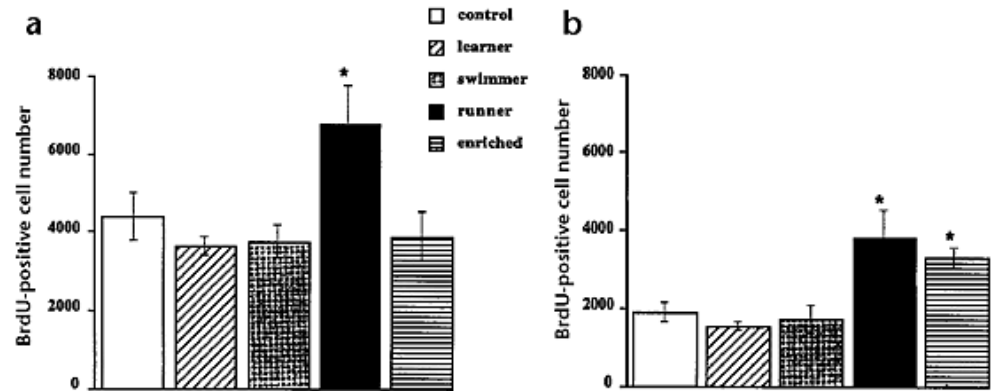 a
BrdU-positive cell number
8000
6000
4000
2000
0
*
control
learner
swimmer
runner
enriched
b
BrdU-positive cell number
8000
6000
4000
2000
0
*
*